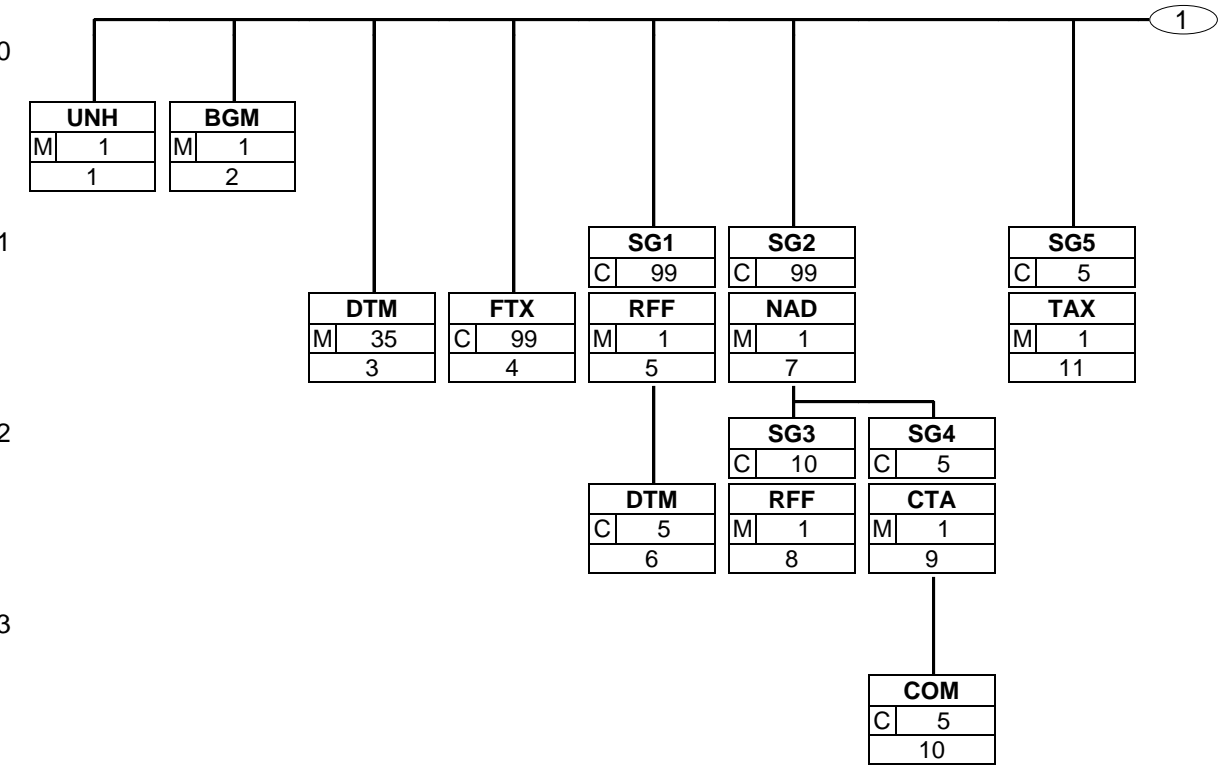 1
0
UNH BGM
M 1 M 1
1 2
1
SG1 SG2 SG5
C 99 C 99 C 5
DTM FTX RFF NAD TAX
M 35 C 99 M 1 M 1 M 1
3 4 5 7 11
2
SG3 SG4
C 10 C 5
DTM RFF CTA
C 5 M 1 M 1
6 8 9
3
COM
C 5
10